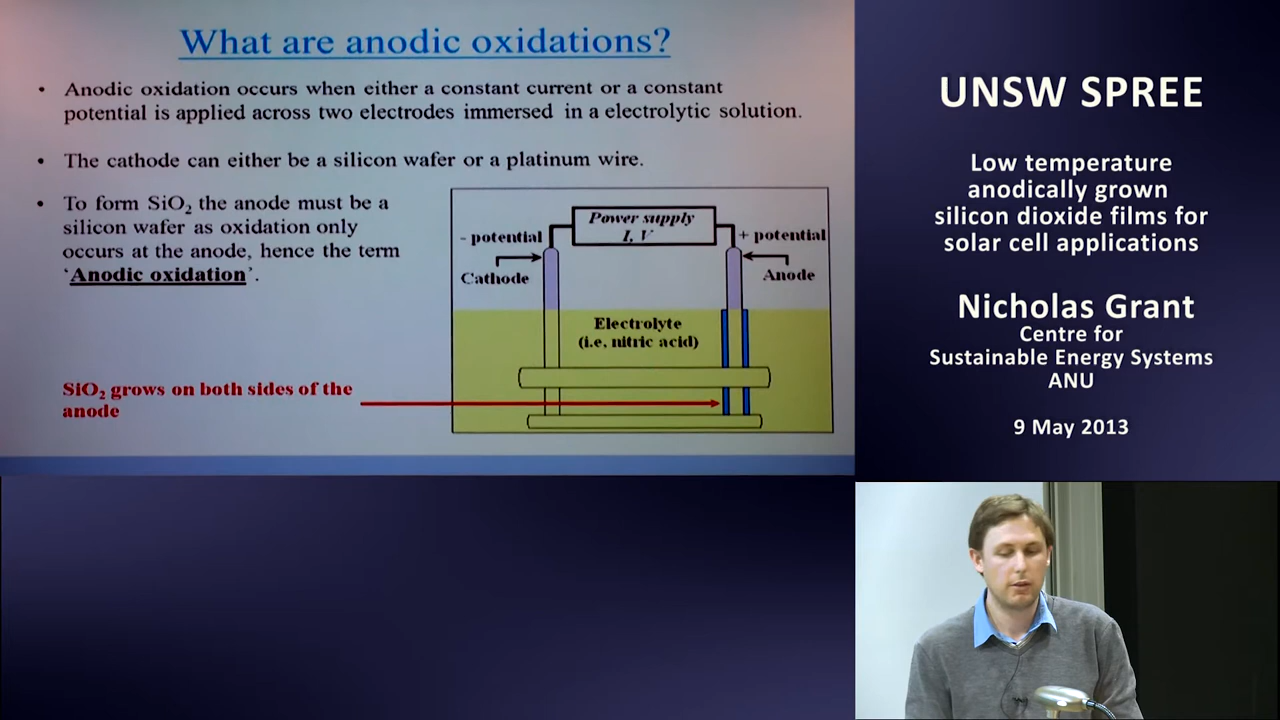 What are anodic oxidations?
• Anodic oxidation occurs when either a constant current or a constant
potential is applied across two electrodes immersed in a electrolytic solution.
• The cathode can either be a silicon wafer or a platinum wire.
• To form SiO₂ the anode must be a
silicon wafer as oxidation only
occurs at the anode, hence the term
‘Anodic oxidation’.
SiO₂ grows on both sides of the
anode
Power supply
I, V
- potential
+ potential
Cathode
Anode
Electrolyte
(i.e, nitric acid)
UNSW SPREE
Low temperature
anodically grown
silicon dioxide films for
solar cell applications
Nicholas Grant
Centre for
Sustainable Energy Systems
ANU
9 May 2013